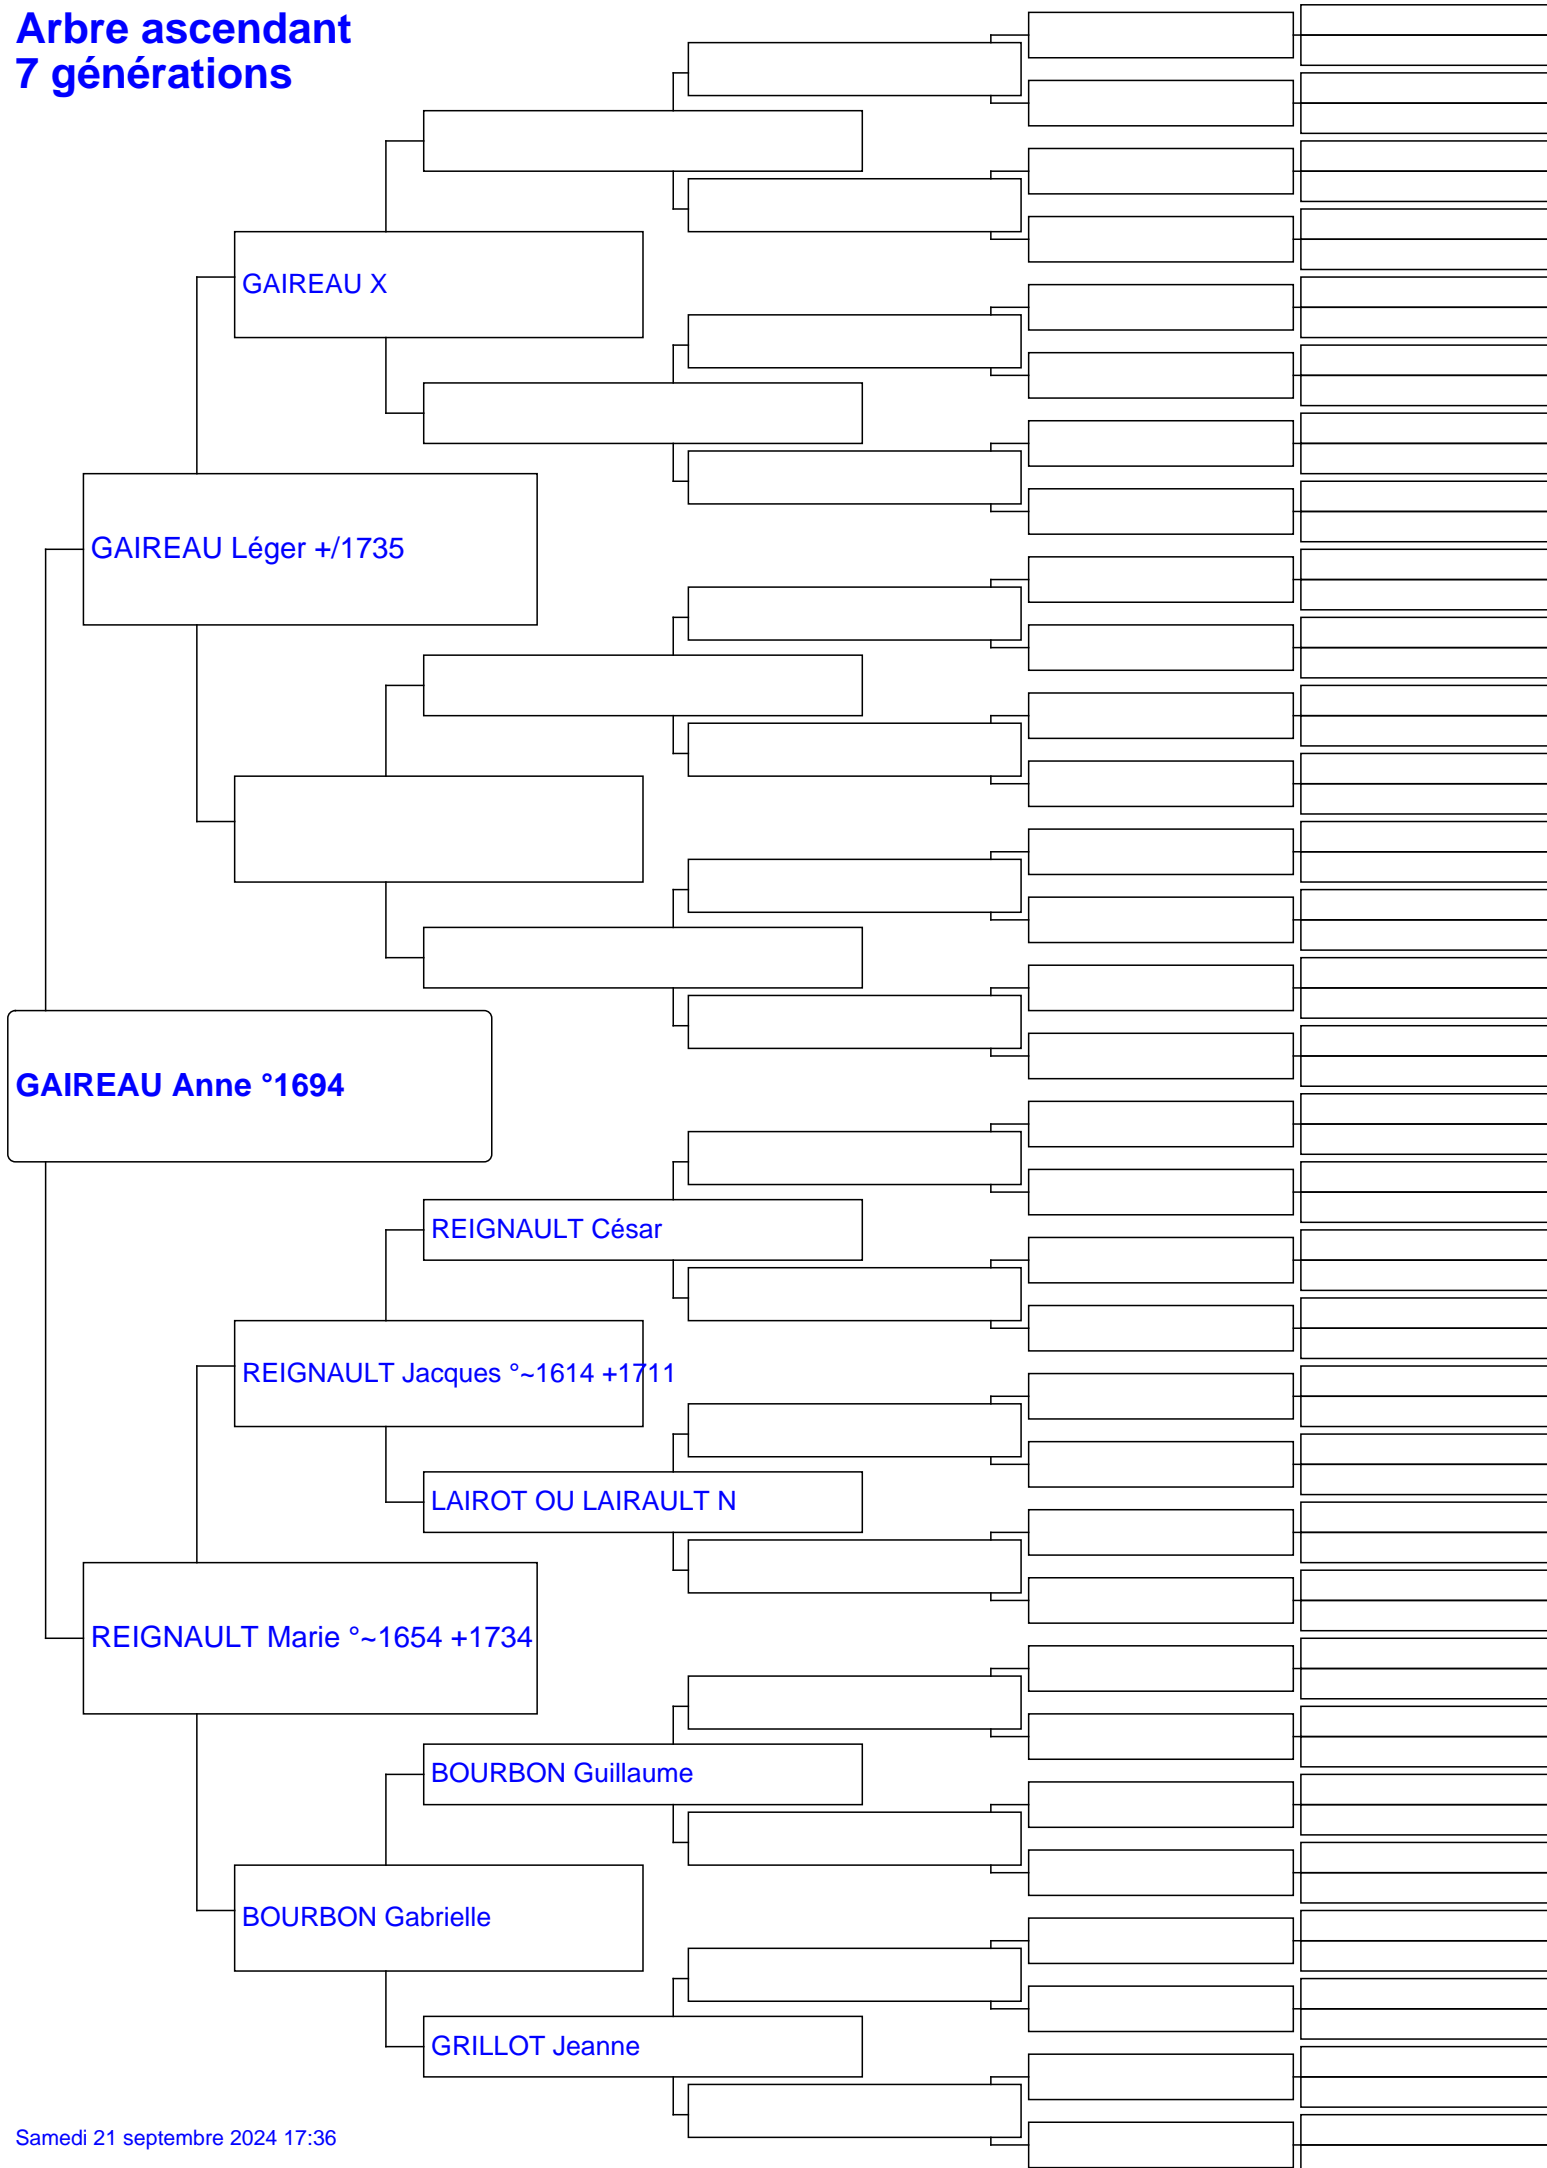 Arbre ascendant
7 générations
GAIREAU X
GAIREAU Léger +/1735
GAIREAU Anne °1694
REIGNAULT César
REIGNAULT Jacques °~1614 +1711
LAIROT OU LAIRAULT N
REIGNAULT Marie °~1654 +1734
BOURBON Guillaume
BOURBON Gabrielle
GRILLOT Jeanne
Samedi 21 septembre 2024 17:36